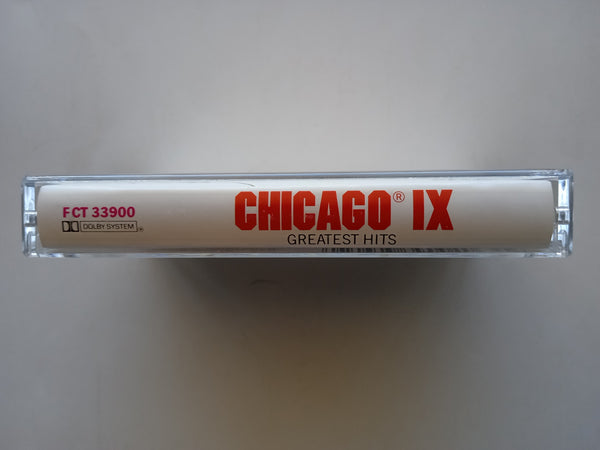 FCT 33900
DOLBY SYSTEM ®
CHICAGO® IX
GREATEST HITS